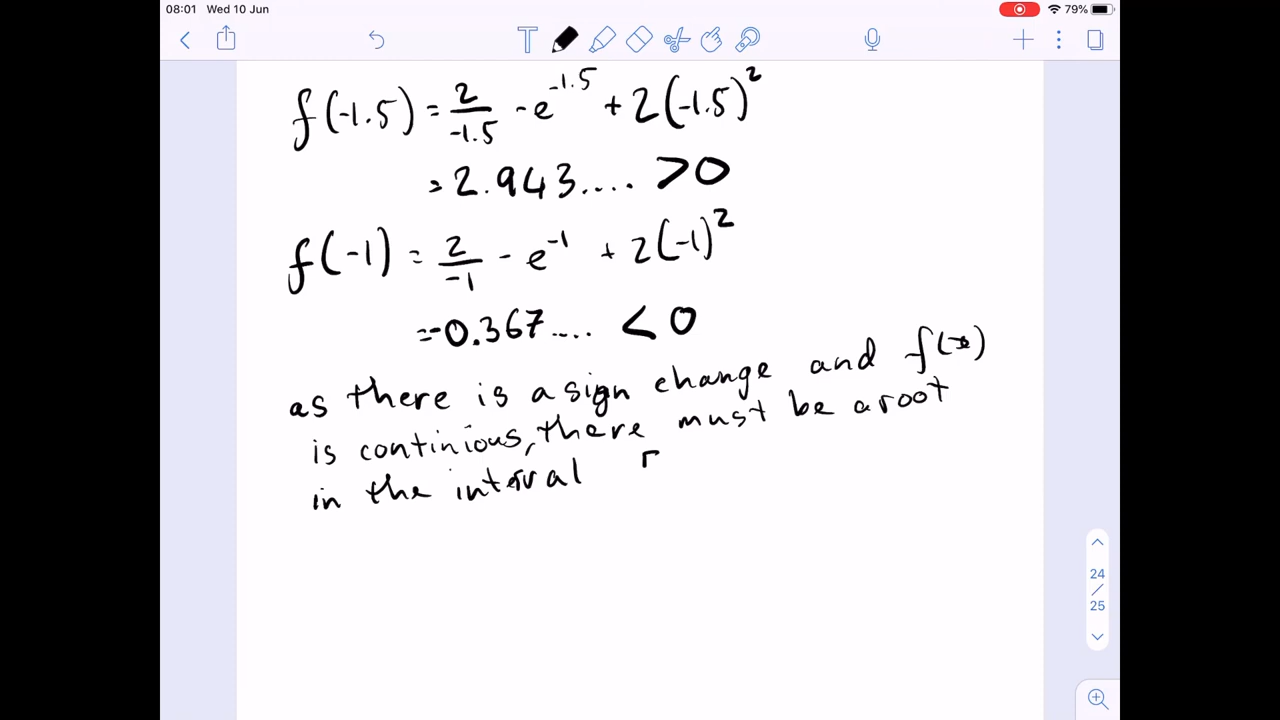 08:01 Wed 10 Jun 79%
f(-1.5) = 2/-1.5 - e^-1.5 + 2(-1.5)^2
= 2.943.... >0
f(-1) = 2/-1 - e^-1 + 2(-1)^2
=-0.367.... < 0
as there is a sign change and f(x)
is continious, there must be a root
in the interval [
24
/
25